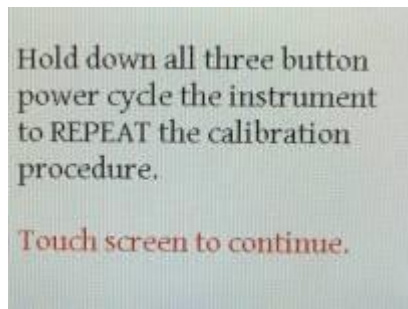 Hold down all three button
power cycle the instrument
to REPEAT the calibration
procedure.
Touch screen to continue.